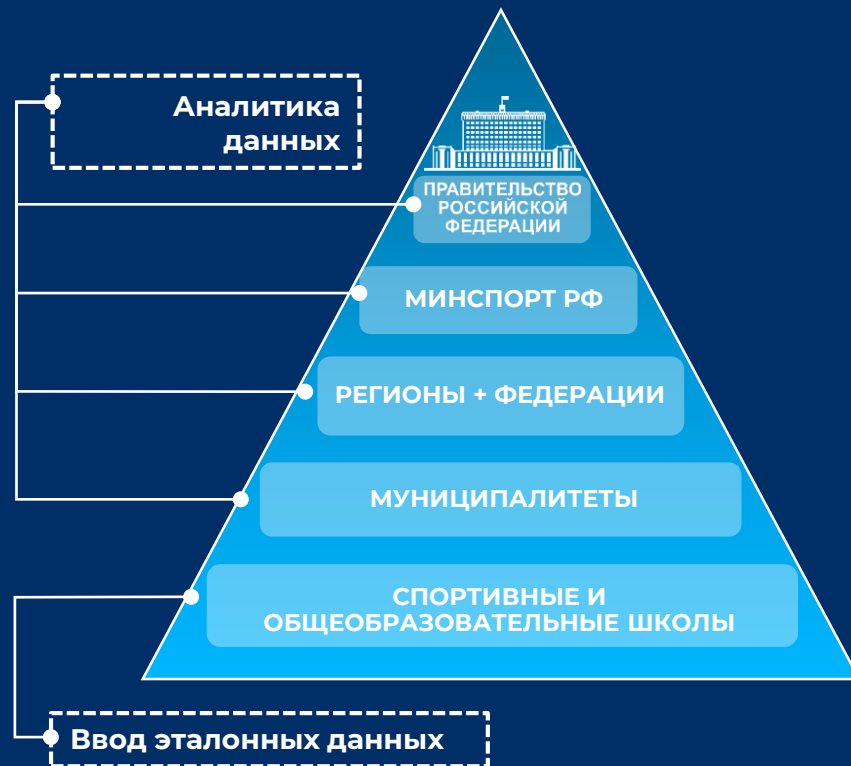 Аналитика
данных
ПРАВИТЕЛЬСТВО
РОССИЙСКОЙ
ФЕДЕРАЦИИ
МИНСПОРТ РФ
РЕГИОНЫ + ФЕДЕРАЦИИ
МУНИЦИПАЛИТЕТЫ
СПОРТИВНЫЕ И
ОБЩЕОБРАЗОВАТЕЛЬНЫЕ ШКОЛЫ
Ввод эталонных данных